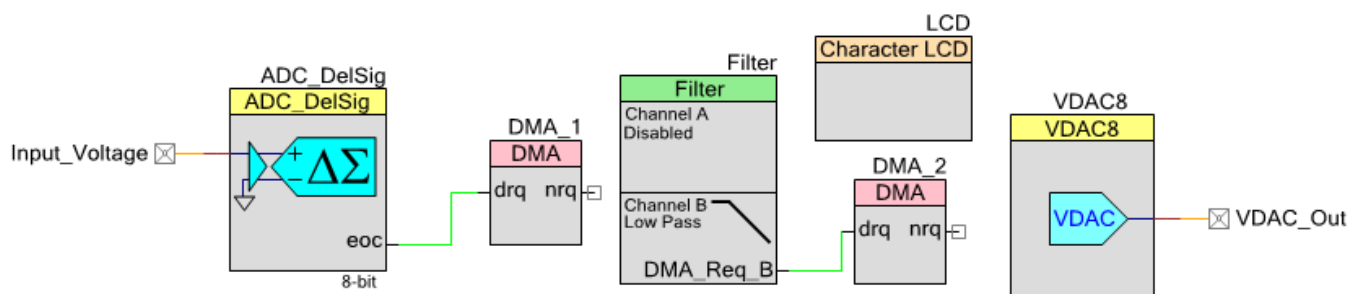 Input_Voltage
ADC_DelSig
ADC_DelSig
+
−
ΔΣ
eoc
8-bit
DMA_1
DMA
drq nrq
Filter
Filter
Channel A
Disabled
Channel B
Low Pass
DMA_Req_B
LCD
Character LCD
DMA_2
DMA
drq nrq
VDAC8
VDAC8
VDAC
VDAC_Out